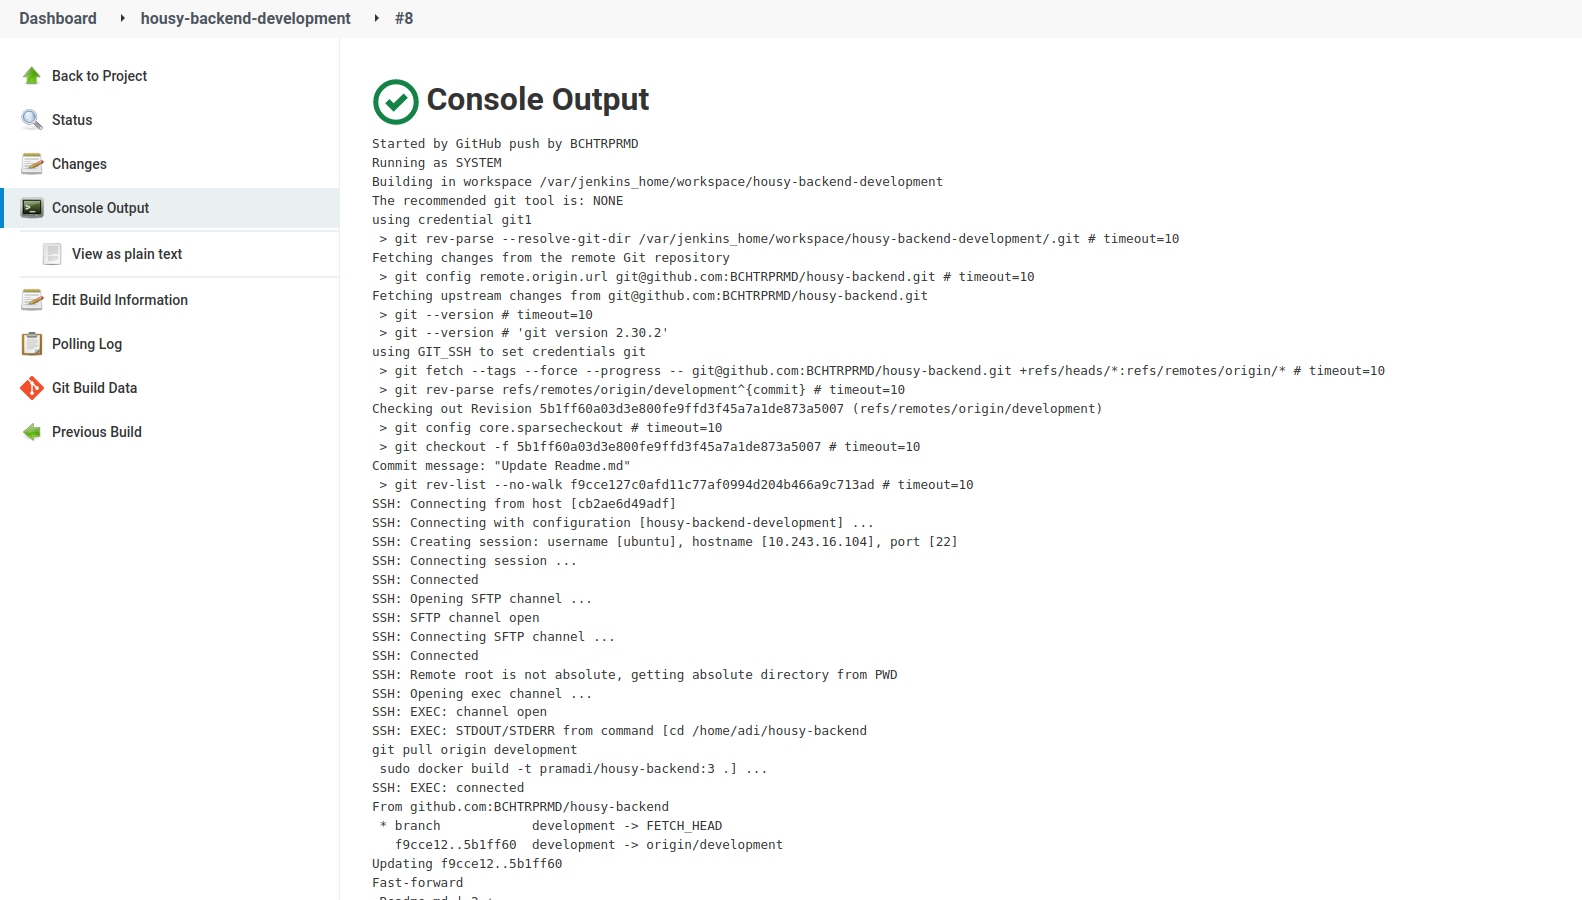 Dashboard housy-backend-development #8
Back to Project
Status
Changes
Console Output
View as plain text
Edit Build Information
Polling Log
Git Build Data
Previous Build
Console Output
Started by GitHub push by BCHTRPRMD
Running as SYSTEM
Building in workspace /var/jenkins_home/workspace/housy-backend-development
The recommended git tool is: NONE
using credential git1
> git rev-parse --resolve-git-dir /var/jenkins_home/workspace/housy-backend-development/.git # timeout=10
Fetching changes from the remote Git repository
> git config remote.origin.url git@github.com:BCHTRPRMD/housy-backend.git # timeout=10
Fetching upstream changes from git@github.com:BCHTRPRMD/housy-backend.git
> git --version # timeout=10
> git --version # 'git version 2.30.2'
using GIT_SSH to set credentials git
> git fetch --tags --force --progress -- git@github.com:BCHTRPRMD/housy-backend.git +refs/heads/*:refs/remotes/origin/* # timeout=10
> git rev-parse refs/remotes/origin/development^{commit} # timeout=10
Checking out Revision 5b1ff60a03d3e800fe9ffd3f45a7a1de873a5007 (refs/remotes/origin/development)
> git config core.sparsecheckout # timeout=10
> git checkout -f 5b1ff60a03d3e800fe9ffd3f45a7a1de873a5007 # timeout=10
Commit message: "Update Readme.md"
> git rev-list --no-walk f9cce127c0afd11c77af0994d204b466a9c713ad # timeout=10
SSH: Connecting from host [cb2ae6d49adf]
SSH: Connecting with configuration [housy-backend-development] ...
SSH: Creating session: username [ubuntu], hostname [10.243.16.104], port [22]
SSH: Connecting session ...
SSH: Connected
SSH: Opening SFTP channel ...
SSH: SFTP channel open
SSH: Connecting SFTP channel ...
SSH: Connected
SSH: Remote root is not absolute, getting absolute directory from PWD
SSH: Opening exec channel ...
SSH: EXEC: channel open
SSH: EXEC: STDOUT/STDERR from command [cd /home/adi/housy-backend
git pull origin development
sudo docker build -t pramadi/housy-backend:3 .] ...
SSH: EXEC: connected
From github.com:BCHTRPRMD/housy-backend
* branch development -> FETCH_HEAD
f9cce12..5b1ff60 development -> origin/development
Updating f9cce12..5b1ff60
Fast-forward